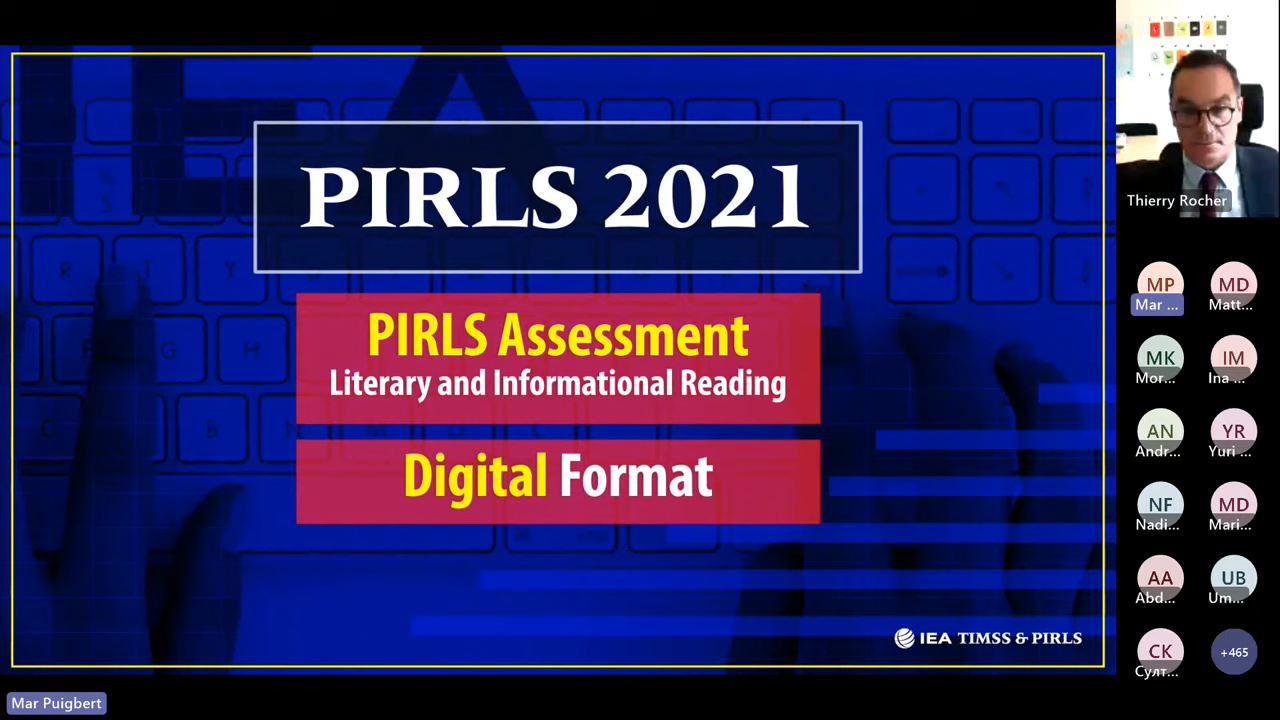 PIRLS 2021
PIRLS Assessment
Literary and Informational Reading
Digital Format
IEA TIMSS & PIRLS
Mar Puigbert
Thierry Rocher
MP
MD
Mar ...
Matt...
MK
IM
Mor...
Ina ...
AN
YR
Andr...
Yuri ...
NF
MD
Nadi...
Mari...
AA
UB
Abd...
Um...
CK
+465
Султ...